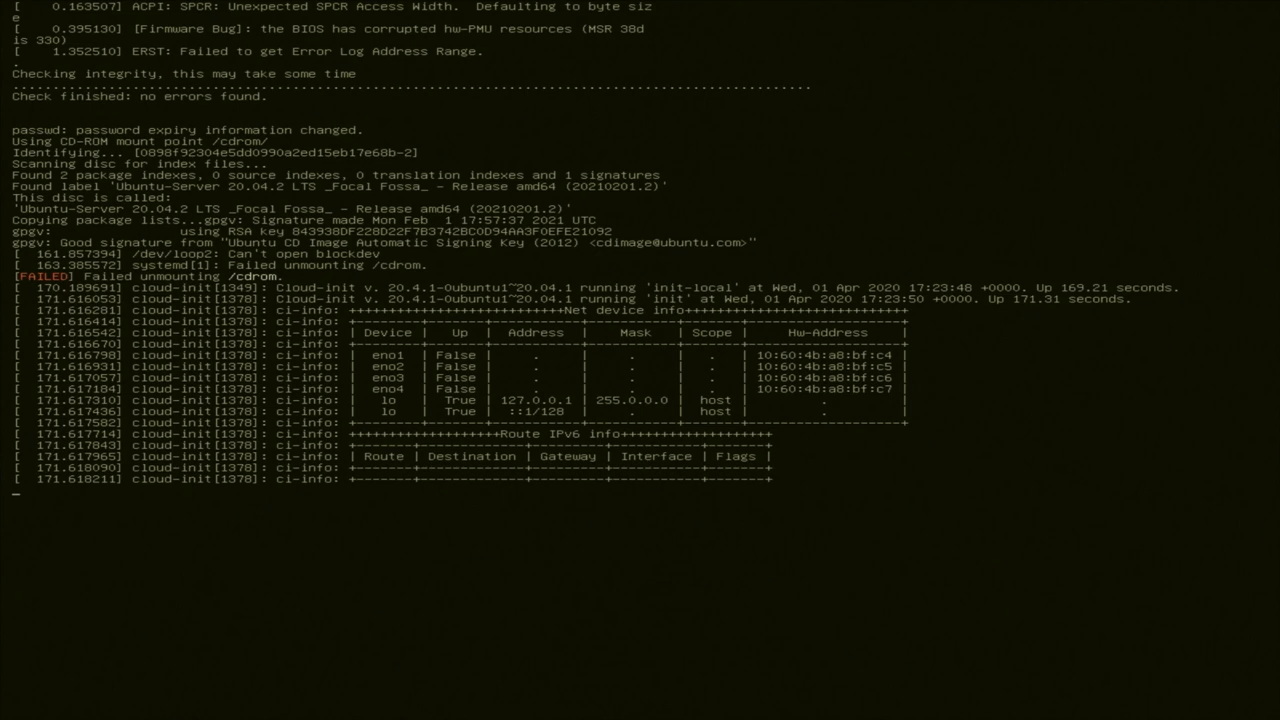 [    0.163507] ACPI: SPCR: Unexpected SPCR Access Width.  Defaulting to byte siz
e
[    0.395130] [Firmware Bug]: the BIOS has corrupted hw-PMU resources (MSR 38d
is 330)
[    1.352510] ERST: Failed to get Error Log Address Range.
.
Checking integrity, this may take some time
....................................................................................................
Check finished: no errors found.
passwd: password expiry information changed.
Using CD-ROM mount point /cdrom/
Identifying... [0898f92304e5dd0990a2ed15eb17e68b-2]
Scanning disc for index files...
Found 2 package indexes, 0 source indexes, 0 translation indexes and 1 signatures
Found label 'Ubuntu-Server 20.04.2 LTS _Focal Fossa_ - Release amd64 (20210201.2)'
This disc is called:
'Ubuntu-Server 20.04.2 LTS _Focal Fossa_ - Release amd64 (20210201.2)'
Copying package lists...gpgv: Signature made Mon Feb  1 17:57:37 2021 UTC
gpgv:                using RSA key 843938DF228D22F7B3742BC0D94AA3F0EFE21092
gpgv: Good signature from "Ubuntu CD Image Automatic Signing Key (2012) <cdimage@ubuntu.com>"
[  161.857394] /dev/loop2: Can't open blockdev
[  163.385572] systemd[1]: Failed unmounting /cdrom.
[FAILED] Failed unmounting /cdrom.
[  170.189691] cloud-init[1349]: Cloud-init v. 20.4.1-0ubuntu1~20.04.1 running 'init-local' at Wed, 01 Apr 2020 17:23:48 +0000. Up 169.21 seconds.
[  171.616053] cloud-init[1378]: Cloud-init v. 20.4.1-0ubuntu1~20.04.1 running 'init' at Wed, 01 Apr 2020 17:23:50 +0000. Up 171.31 seconds.
[  171.616281] cloud-init[1378]: ci-info: ++++++++++++++++++++++++++Net device info++++++++++++++++++++++++++++
[  171.616414] cloud-init[1378]: ci-info: +--------+-------+-----------+-----------+-------+-------------------+
[  171.616542] cloud-init[1378]: ci-info: | Device |   Up  |  Address  |    Mask   | Scope |     Hw-Address    |
[  171.616670] cloud-init[1378]: ci-info: +--------+-------+-----------+-----------+-------+-------------------+
[  171.616798] cloud-init[1378]: ci-info: |  eno1  | False |     .     |     .     |   .   | 10:60:4b:a8:bf:c4 |
[  171.616931] cloud-init[1378]: ci-info: |  eno2  | False |     .     |     .     |   .   | 10:60:4b:a8:bf:c5 |
[  171.617057] cloud-init[1378]: ci-info: |  eno3  | False |     .     |     .     |   .   | 10:60:4b:a8:bf:c6 |
[  171.617184] cloud-init[1378]: ci-info: |  eno4  | False |     .     |     .     |   .   | 10:60:4b:a8:bf:c7 |
[  171.617310] cloud-init[1378]: ci-info: |   lo   |  True | 127.0.0.1 | 255.0.0.0 |  host |         .         |
[  171.617436] cloud-init[1378]: ci-info: |   lo   |  True |  ::1/128  |     .     |  host |         .         |
[  171.617582] cloud-init[1378]: ci-info: +--------+-------+-----------+-----------+-------+-------------------+
[  171.617714] cloud-init[1378]: ci-info: +++++++++++++++++++Route IPv6 info+++++++++++++++++++
[  171.617843] cloud-init[1378]: ci-info: +-------+-------------+---------+-----------+-------+
[  171.617965] cloud-init[1378]: ci-info: | Route | Destination | Gateway | Interface | Flags |
[  171.618090] cloud-init[1378]: ci-info: +-------+-------------+---------+-----------+-------+
[  171.618211] cloud-init[1378]: ci-info: +-------+-------------+---------+-----------+-------+
_